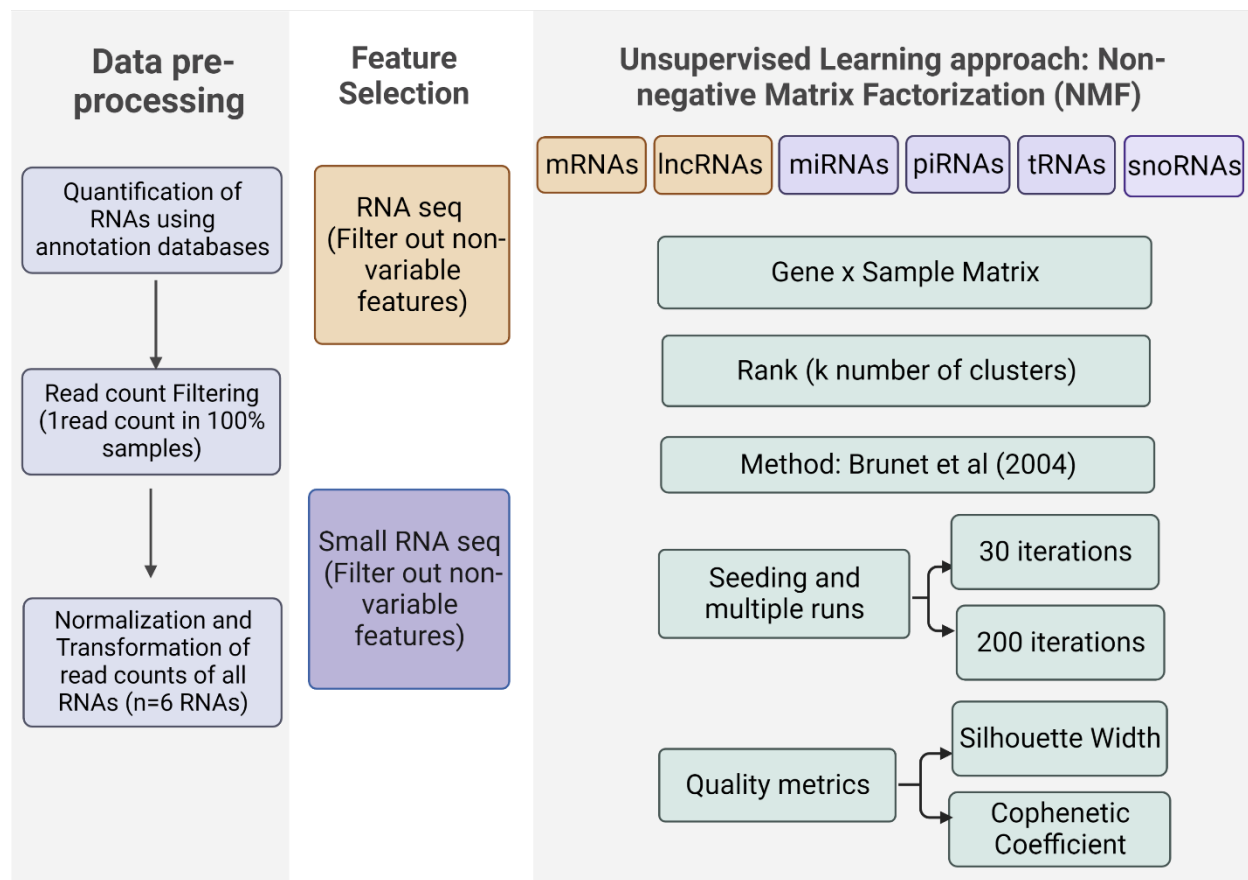 Data pre-
processing
Quantification of
RNAs using
annotation databases
Read count Filtering
(1read count in 100%
samples)
Normalization and
Transformation of
read counts of all
RNAs (n=6 RNAs)
Feature
Selection
RNA seq
(Filter out non-
variable
features)
Small RNA seq
(Filter out non-
variable
features)
Unsupervised Learning approach: Non-
negative Matrix Factorization (NMF)
mRNAs
lncRNAs
miRNAs
piRNAs
tRNAs
snoRNAs
Gene x Sample Matrix
Rank (k number of clusters)
Method: Brunet et al (2004)
Seeding and
multiple runs
30 iterations
200 iterations
Quality metrics
Silhouette Width
Cophenetic
Coefficient